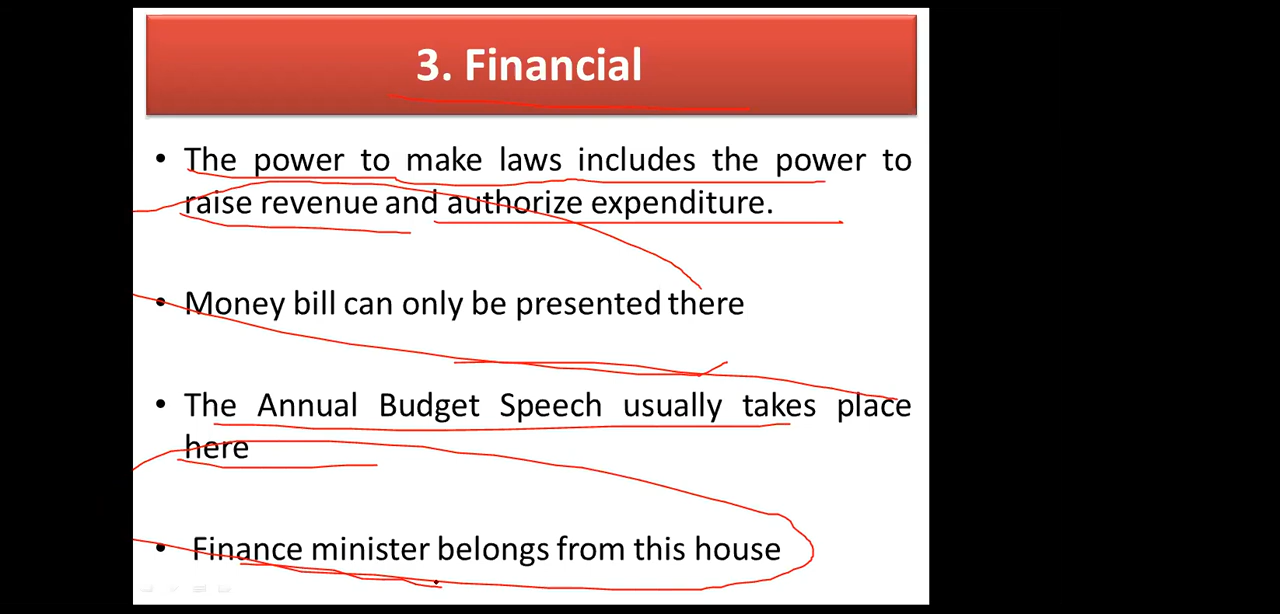 3. Financial
• The power to make laws includes the power to
raise revenue and authorize expenditure.
• Money bill can only be presented there
• The Annual Budget Speech usually takes place
here
• Finance minister belongs from this house